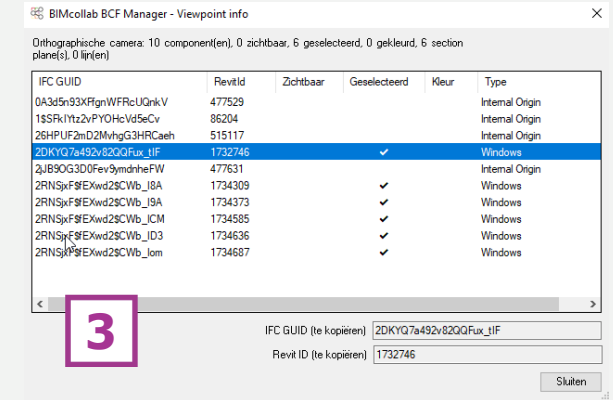 BIMcollab BCF Manager - Viewpoint info
Orthographische camera: 10 component(en), 0 zichtbaar, 6 geselecteerd, 0 gekleurd, 6 section
plane(s), 0 lijn(en)
IFC GUID RevitId Zichtbaar Geselecteerd Kleur Type
0A3d5n93XFfgnWFRcUQnkV 477529 Internal Origin
1$SFkIYtz2vPYOHcVd5eCv 86204 Internal Origin
26HPUF2mD2MvhgG3HRCaeh 515117 Internal Origin
2DKYQ7a492v82QQFux_tIF 1732746 ✔ Windows
2jJB9OG3D0Fev9ymdnheFW 477631 Internal Origin
2RNSjxF$fEXwd2$CWb_I8A 1734309 ✔ Windows
2RNSjxF$fEXwd2$CWb_I9A 1734373 ✔ Windows
2RNSjxF$fEXwd2$CWb_ICM 1734585 ✔ Windows
2RNSjxF$fEXwd2$CWb_ID3 1734636 ✔ Windows
2RNSjxF$fEXwd2$CWb_Iom 1734687 ✔ Windows
3
IFC GUID (te kopiëren) 2DKYQ7a492v82QQFux_tIF
Revit ID (te kopiëren) 1732746
Sluiten